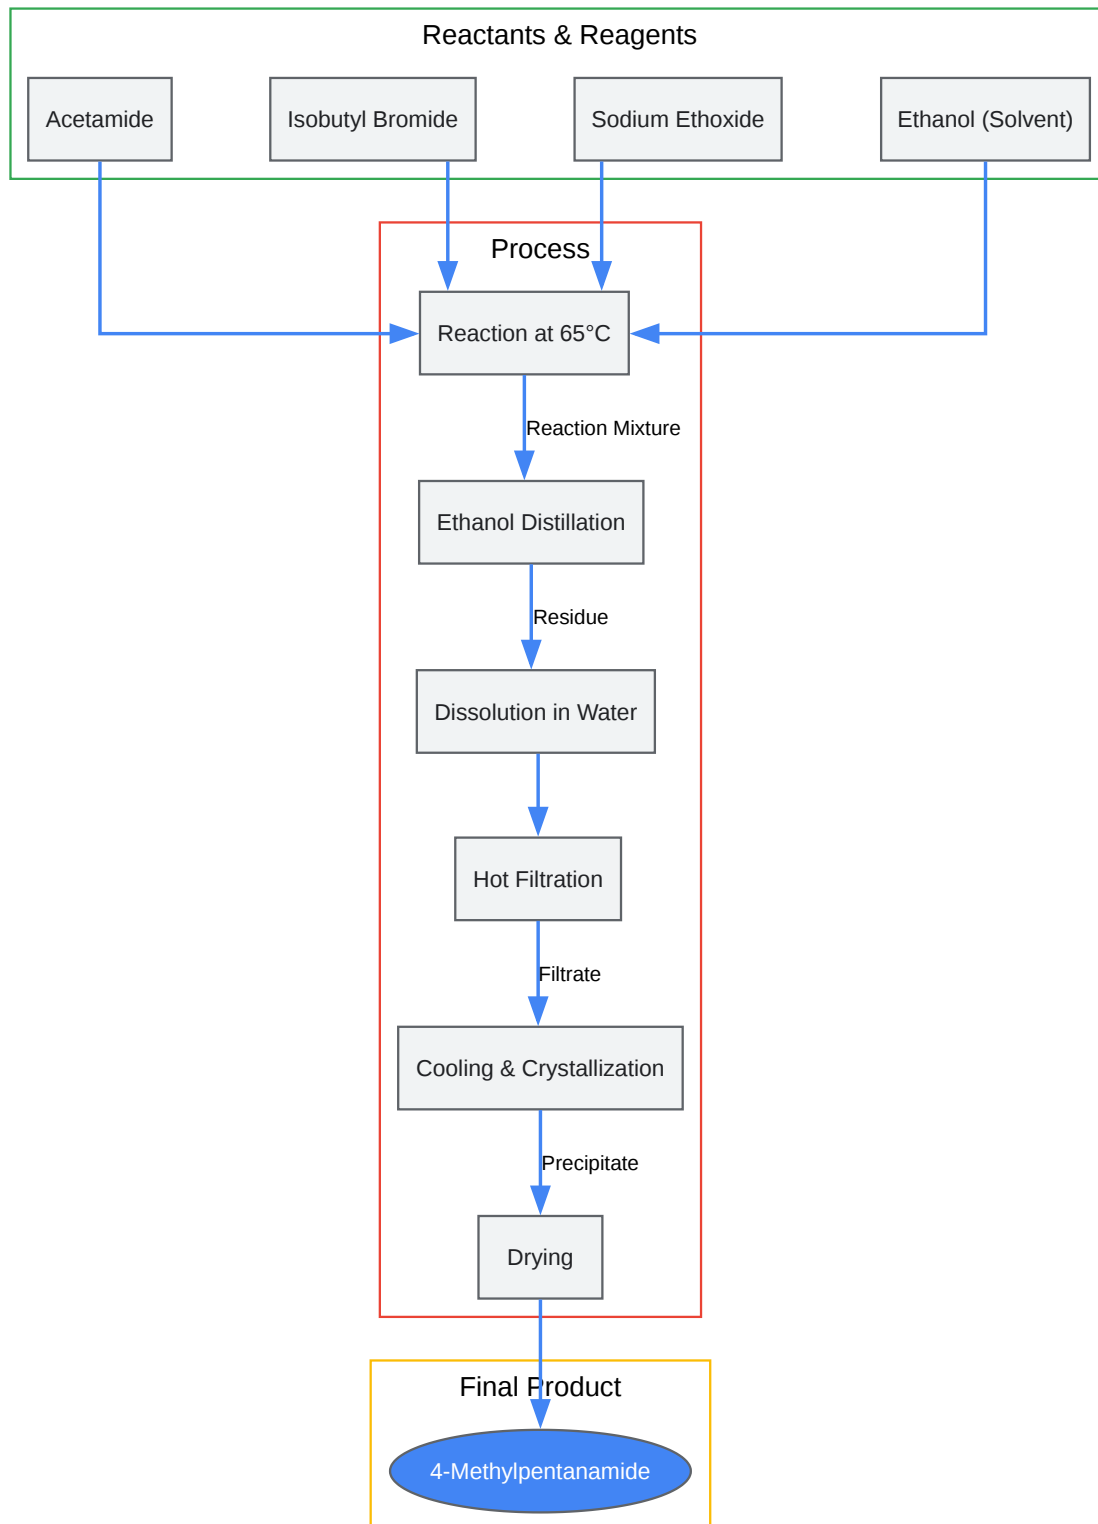 Reactants & Reagents
Acetamide
Isobutyl Bromide
Sodium Ethoxide
Ethanol (Solvent)
Process
Reaction at 65°C
Reaction Mixture
Ethanol Distillation
Residue
Dissolution in Water
Hot Filtration
Filtrate
Cooling & Crystallization
Precipitate
Drying
Final Product
4-Methylpentanamide